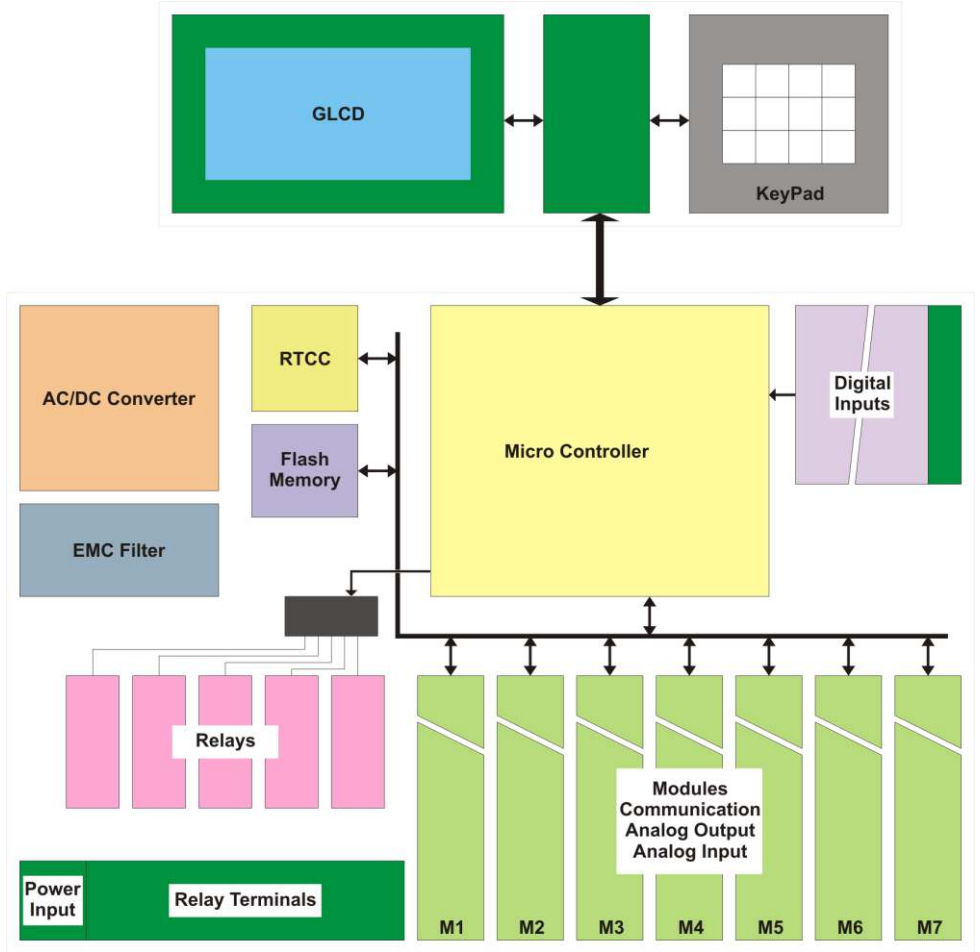 GLCD
KeyPad
AC/DC Converter
RTCC
Flash
Memory
Micro Controller
Digital
Inputs
EMC Filter
Relays
Modules
Communication
Analog Output
Analog Input
Power
Input
Relay Terminals
M1
M2
M3
M4
M5
M6
M7